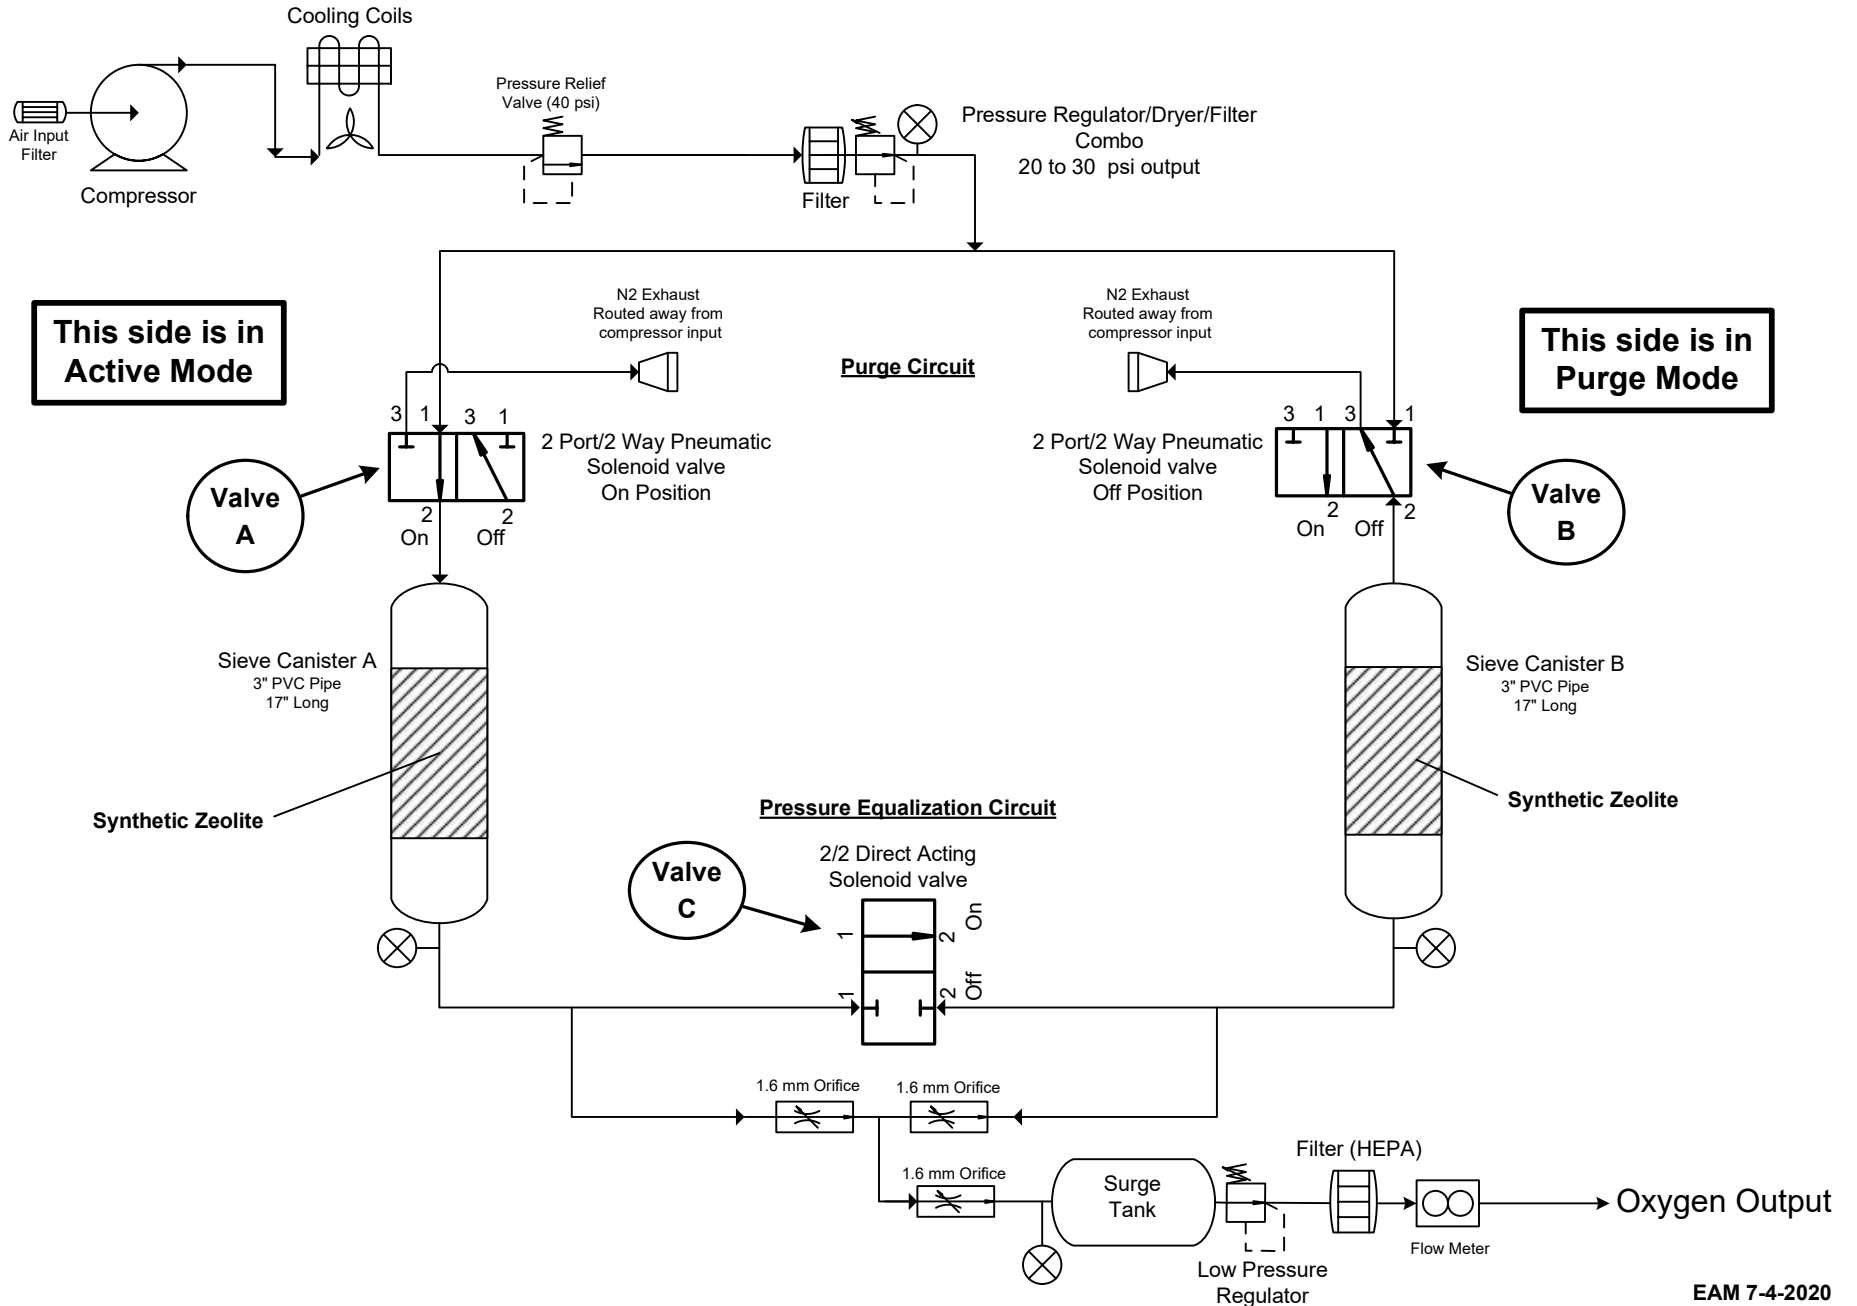 Cooling Coils
Air Input
Filter
Compressor
Pressure Relief
Valve (40 psi)
Filter
Pressure Regulator/Dryer/Filter
Combo
20 to 30 psi output
This side is in
Active Mode
N2 Exhaust
Routed away from
compressor input
Purge Circuit
N2 Exhaust
Routed away from
compressor input
This side is in
Purge Mode
3 1 3 1
2 2
On Off
2 Port/2 Way Pneumatic
Solenoid valve
On Position
Valve
A
2 Port/2 Way Pneumatic
Solenoid valve
Off Position
3 1 3 1
2 2
On Off
Valve
B
Sieve Canister A
3" PVC Pipe
17" Long
Synthetic Zeolite
Sieve Canister B
3" PVC Pipe
17" Long
Synthetic Zeolite
Pressure Equalization Circuit
2/2 Direct Acting
Solenoid valve
Valve
C
1 2 On
1 2 Off
1.6 mm Orifice
1.6 mm Orifice
1.6 mm Orifice
Surge
Tank
Low Pressure
Regulator
Filter (HEPA)
Flow Meter
Oxygen Output
EAM 7-4-2020